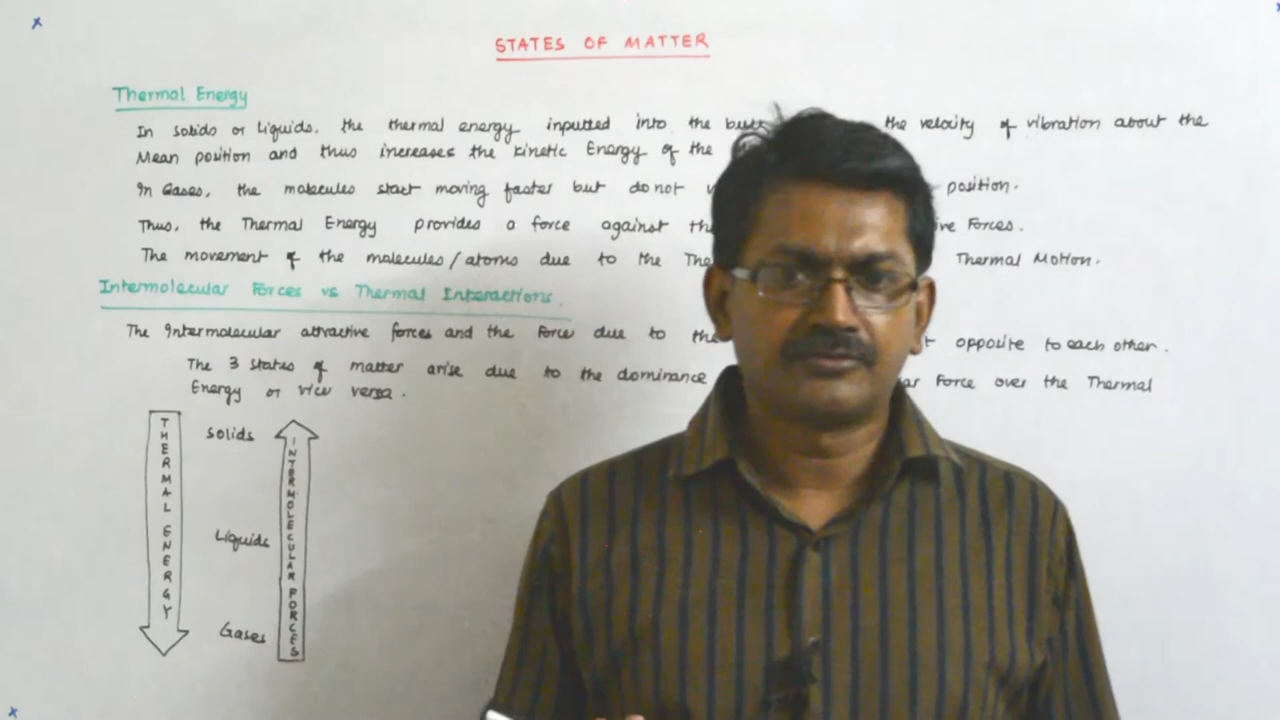 STATES OF MATTER
Thermal Energy
In Solids or Liquids, the thermal energy inputted into the the velocity of vibration about the
Mean position and thus increases the Kinetic Energy of the
In Gases, the molecules start moving faster but do not position.
Thus, the Thermal Energy provides a force against Forces.
The movement of the molecules/atoms due to the Thermal Motion.
Intermolecular Forces vs Thermal Interactions.
The Intermolecular attractive forces and the Force due to the opposite to each other.
The 3 States of matter arise due to the dominance Force over the Thermal
Energy or vice versa.
THERMAL ENERGY
Solids
Liquids
Gases
INTERMOLECULAR FORCES